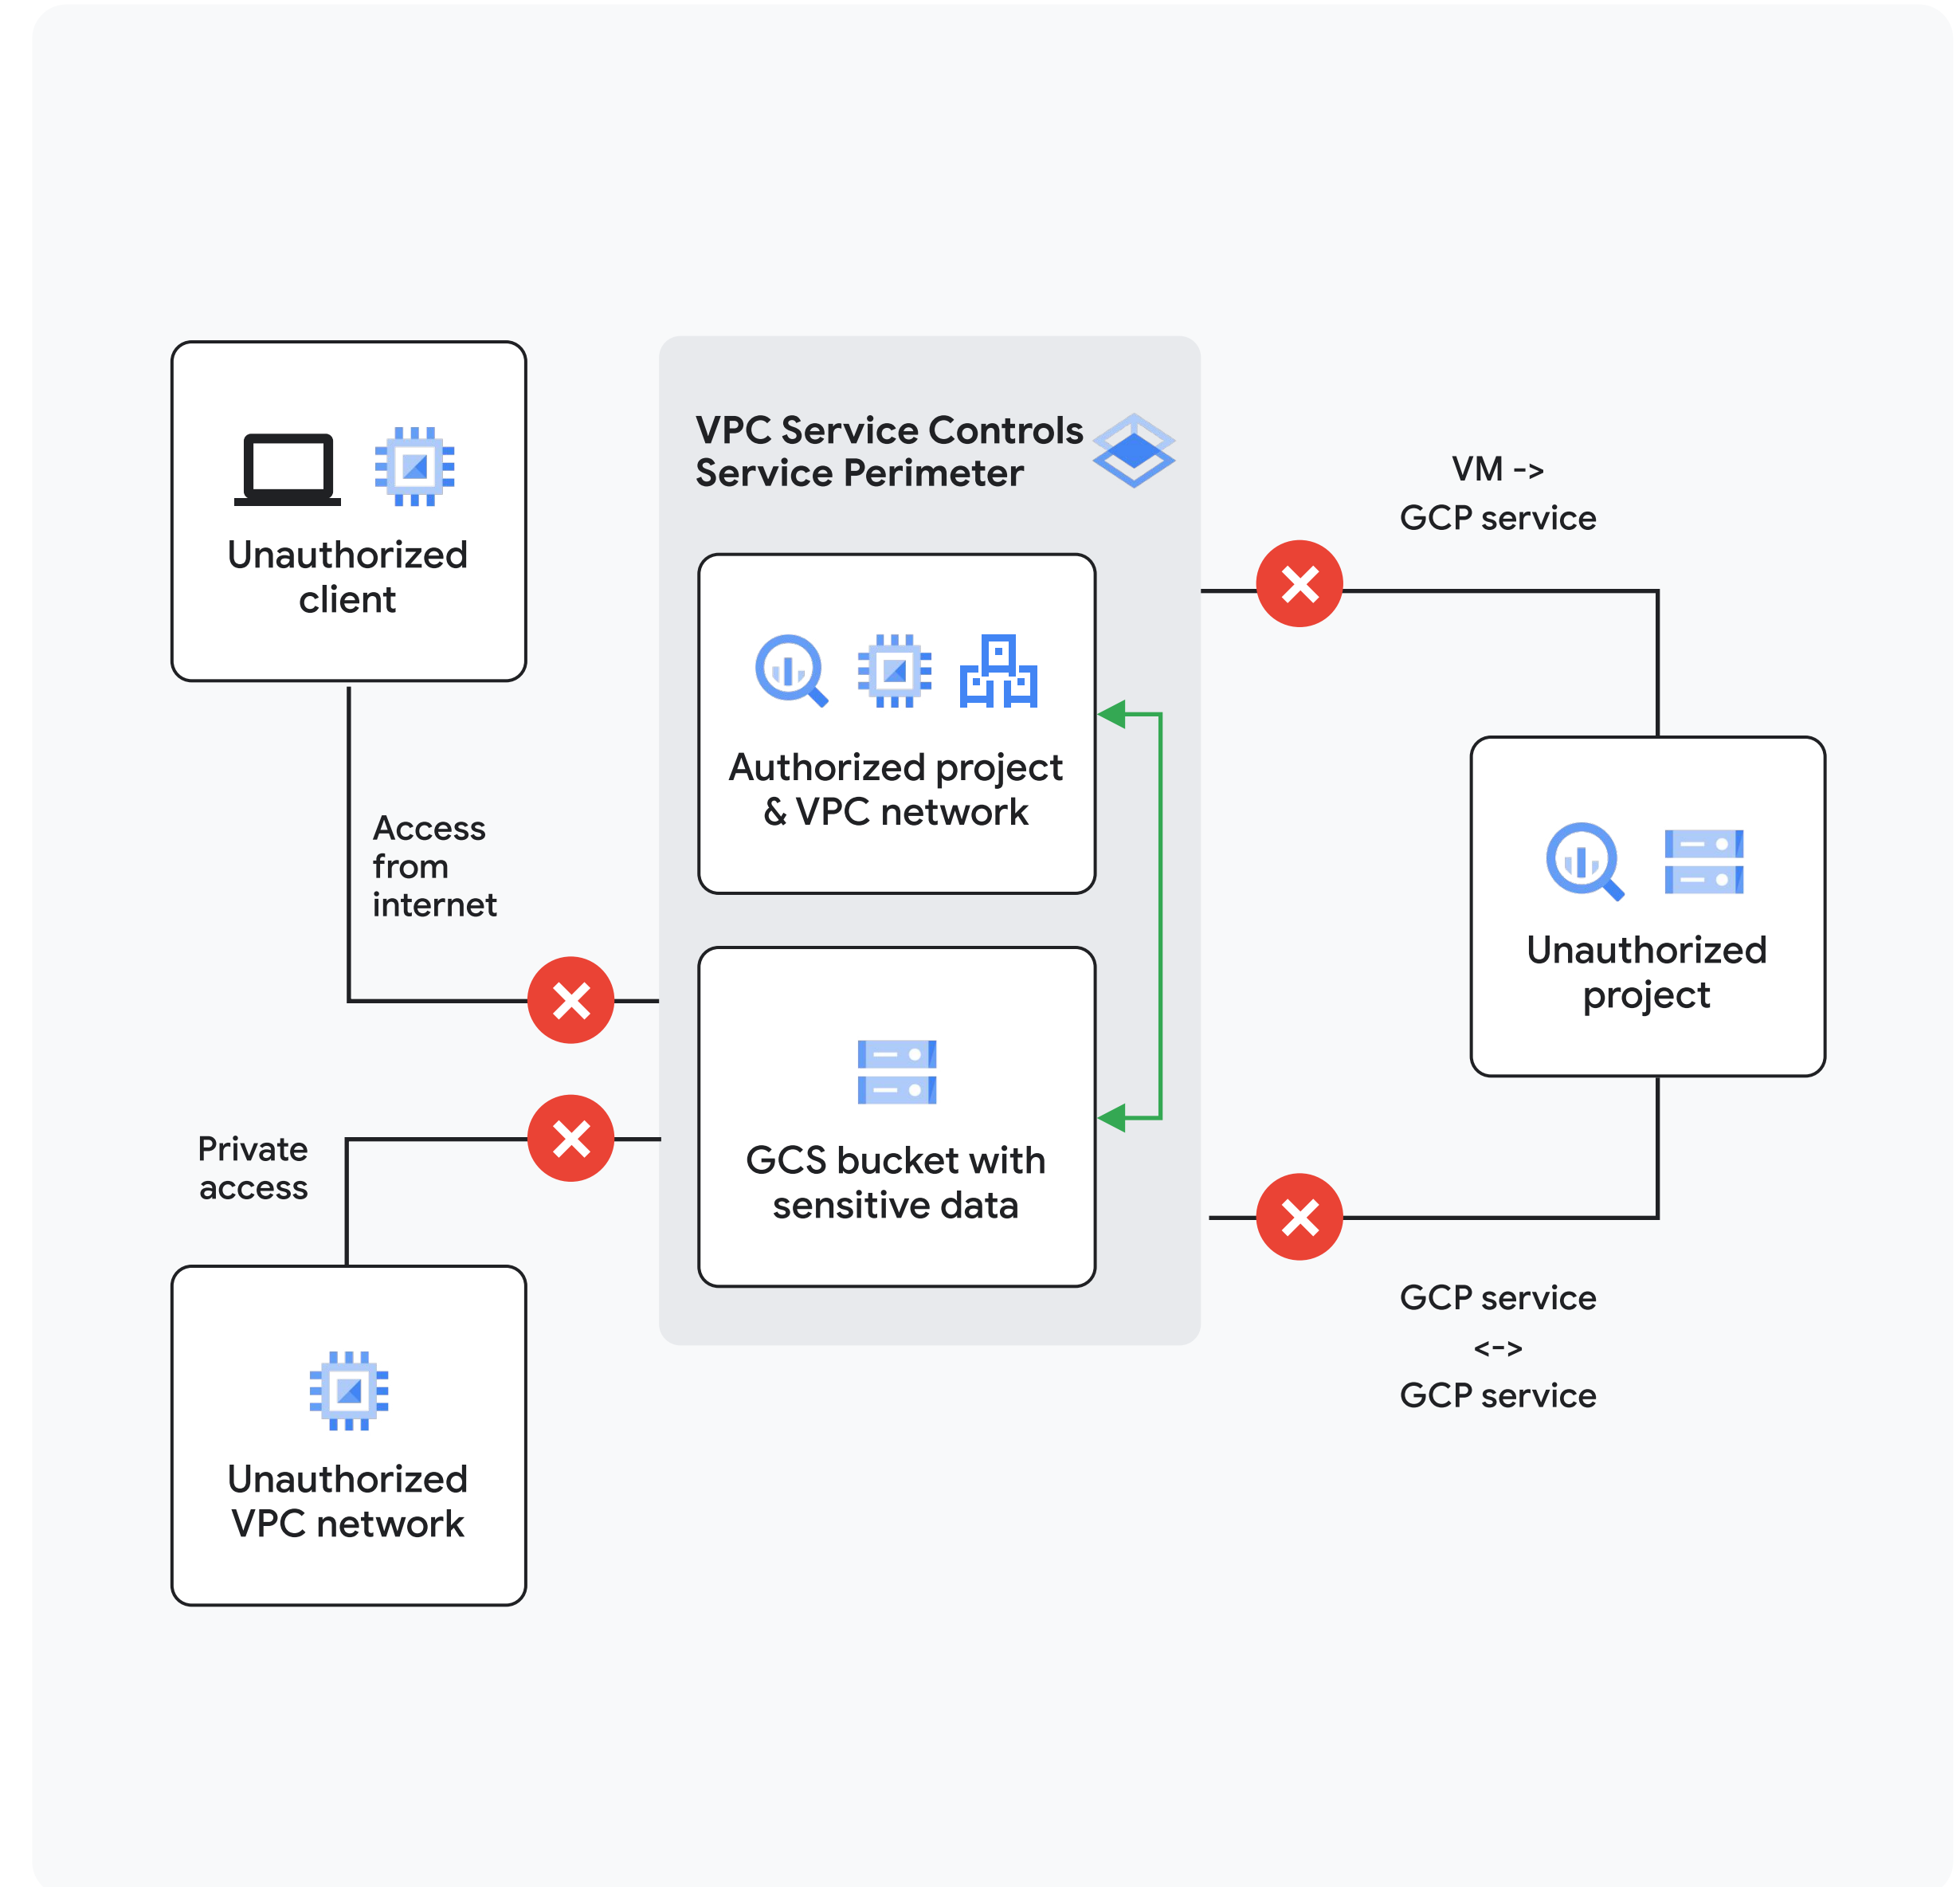 Unauthorized
client
Access
from
internet
Private
access
Unauthorized
VPC network
VPC Service Controls
Service Perimeter
Authorized project
& VPC network
GCS bucket with
sensitive data
VM ->
GCP service
Unauthorized
project
GCP service
<->
GCP service